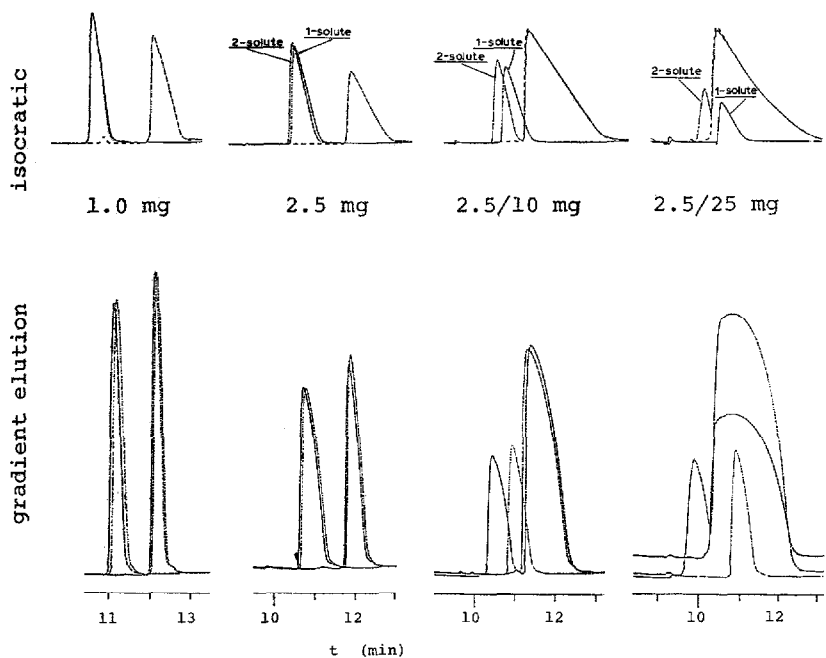 isocratic
2-solute
1-solute
2-solute
1-solute
2-solute
1-solute
1.0 mg
2.5 mg
2.5/10 mg
2.5/25 mg
gradient elution
11 13
10 12
10 11 12
10 11 12
t (min)